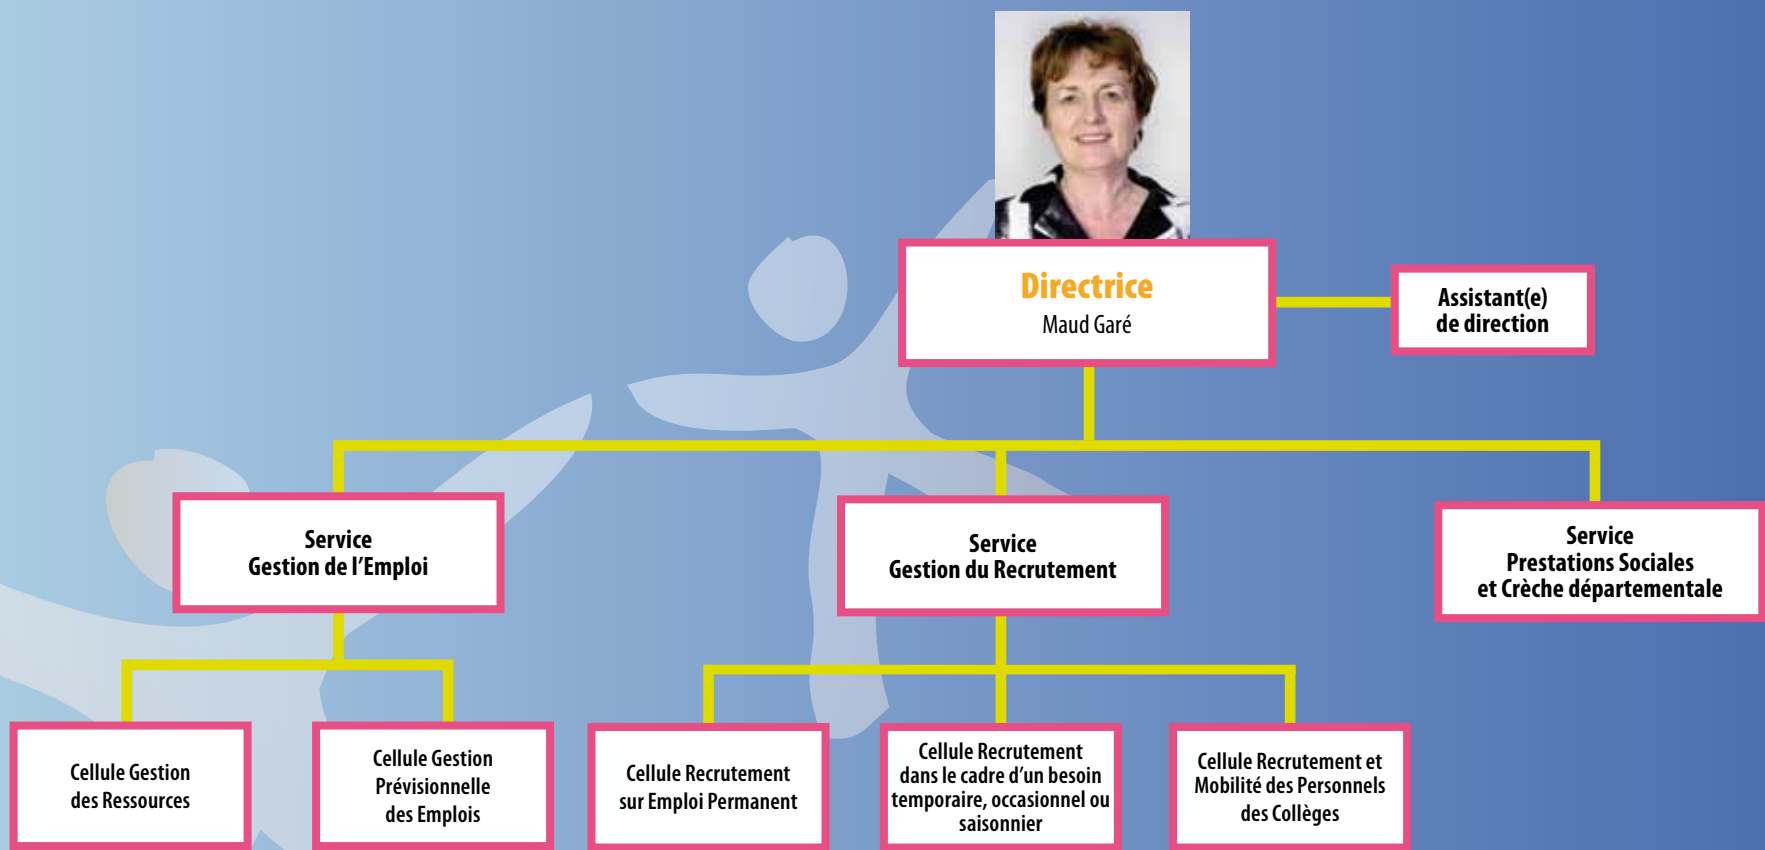 Directrice
Maud Garé
Assistant(e)
de direction
Service
Gestion de l'Emploi
Service
Gestion du Recrutement
Service
Prestations Sociales
et Crèche départementale
Cellule Gestion
des Ressources
Cellule Gestion
Prévisionnelle
des Emplois
Cellule Recrutement
sur Emploi Permanent
Cellule Recrutement
dans le cadre d'un besoin
temporaire, occasionnel ou
saisonnier
Cellule Recrutement et
Mobilité des Personnels
des Collèges